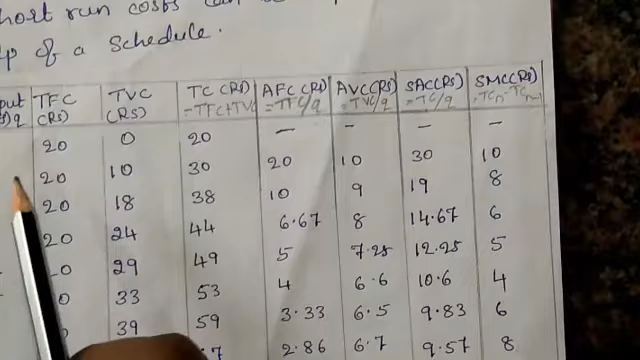 short run costs can
of a schedule.
q TFC (RS) TVC (RS) TC (RS) =TFC+TVC AFC (RS) =TFC/q AVC (RS) =TVC/q SAC (RS) =TC/q SMC (RS) =TCn-TCn-1
20 0 20 — - - -
20 10 30 20 10 30 10
20 18 38 10 9 19 8
20 24 44 6.67 8 14.67 6
20 29 49 5 7.25 12.25 5
0 33 53 4 6.6 10.6 4
0 39 59 3.33 6.5 9.83 6
.7 2.86 6.7 9.57 8